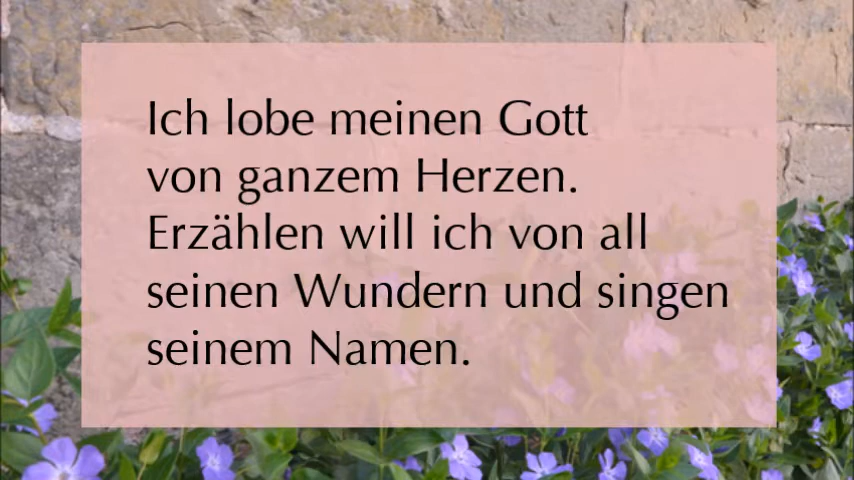 Ich lobe meinen Gott
von ganzem Herzen.
Erzählen will ich von all
seinen Wundern und singen
seinem Namen.